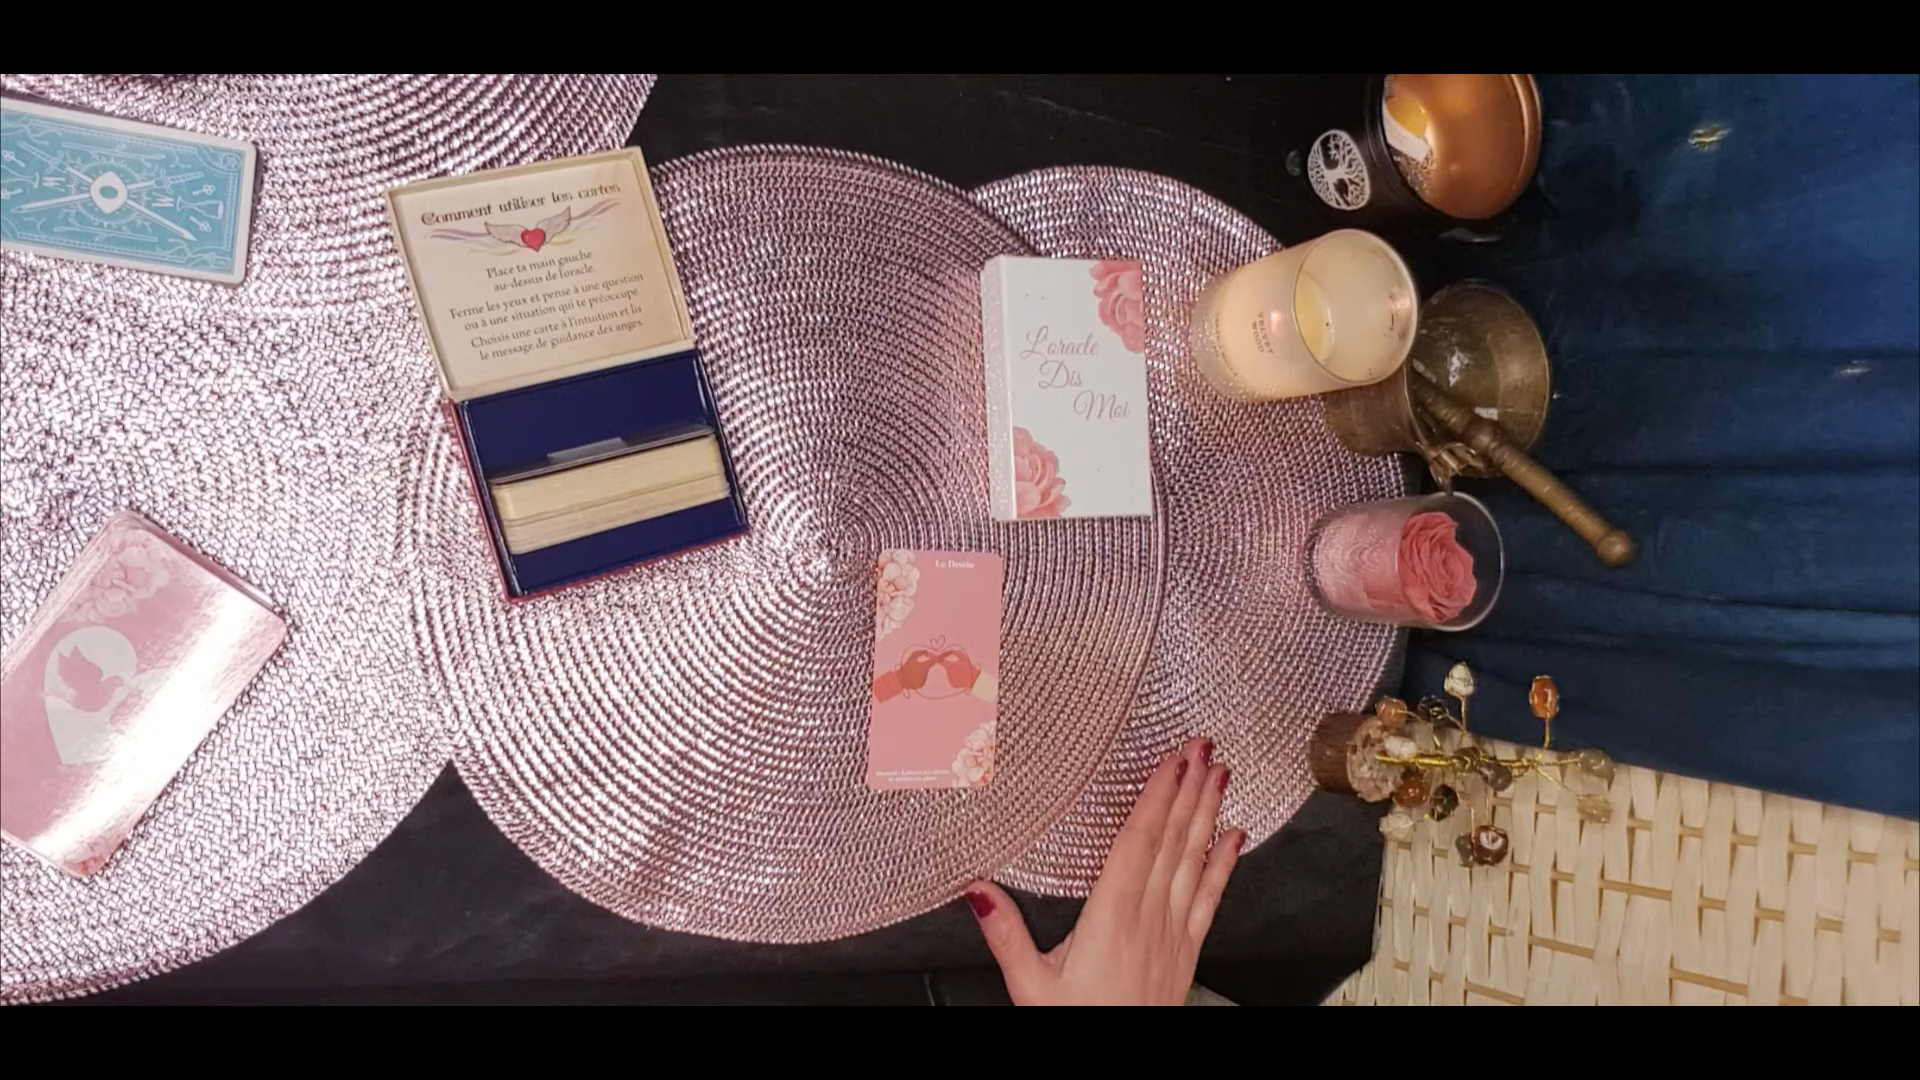 Comment utiliser les cartes
Place ta main gauche
au-dessus de l'oracle.
Ferme les yeux et pense à une question
ou à une situation qui te préoccupe
Choisis une carte à l'intuition et lis
le message de guidance des anges.
L'oracle
Dis
Moi
VELVET
WOOD
Le Destin